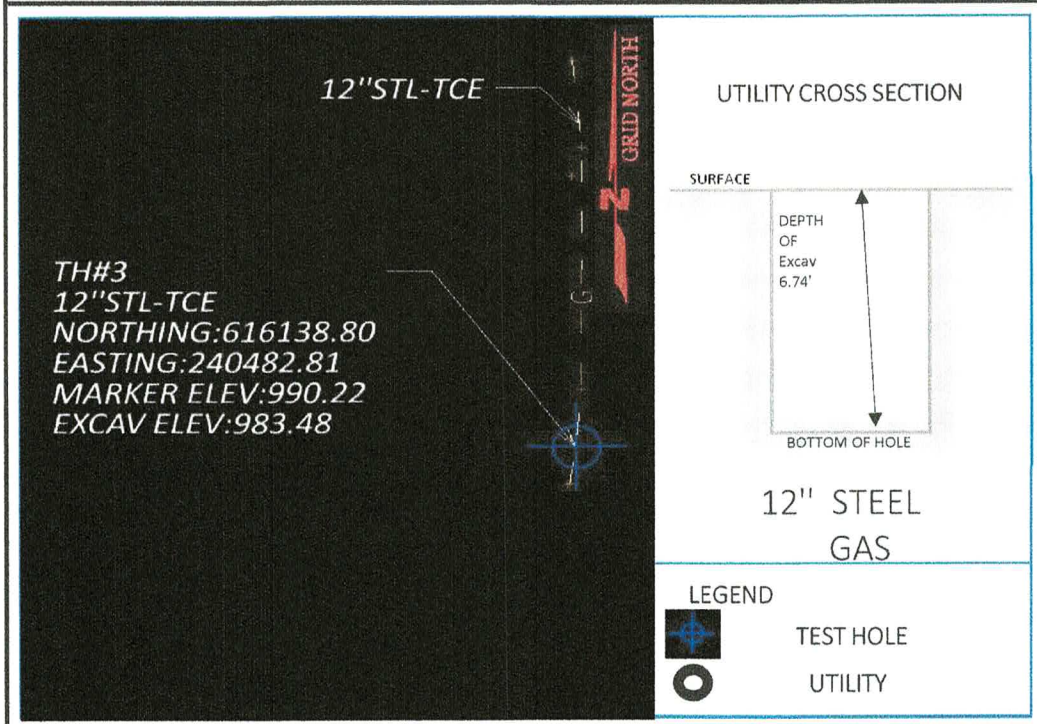 12"STL-TCE
GRID NORTH
N
G
TH#3
12"STL-TCE
NORTHING:616138.80
EASTING:240482.81
MARKER ELEV:990.22
EXCAV ELEV:983.48
UTILITY CROSS SECTION
SURFACE
DEPTH
OF
Excav
6.74'
BOTTOM OF HOLE
12" STEEL
GAS
LEGEND
TEST HOLE
UTILITY